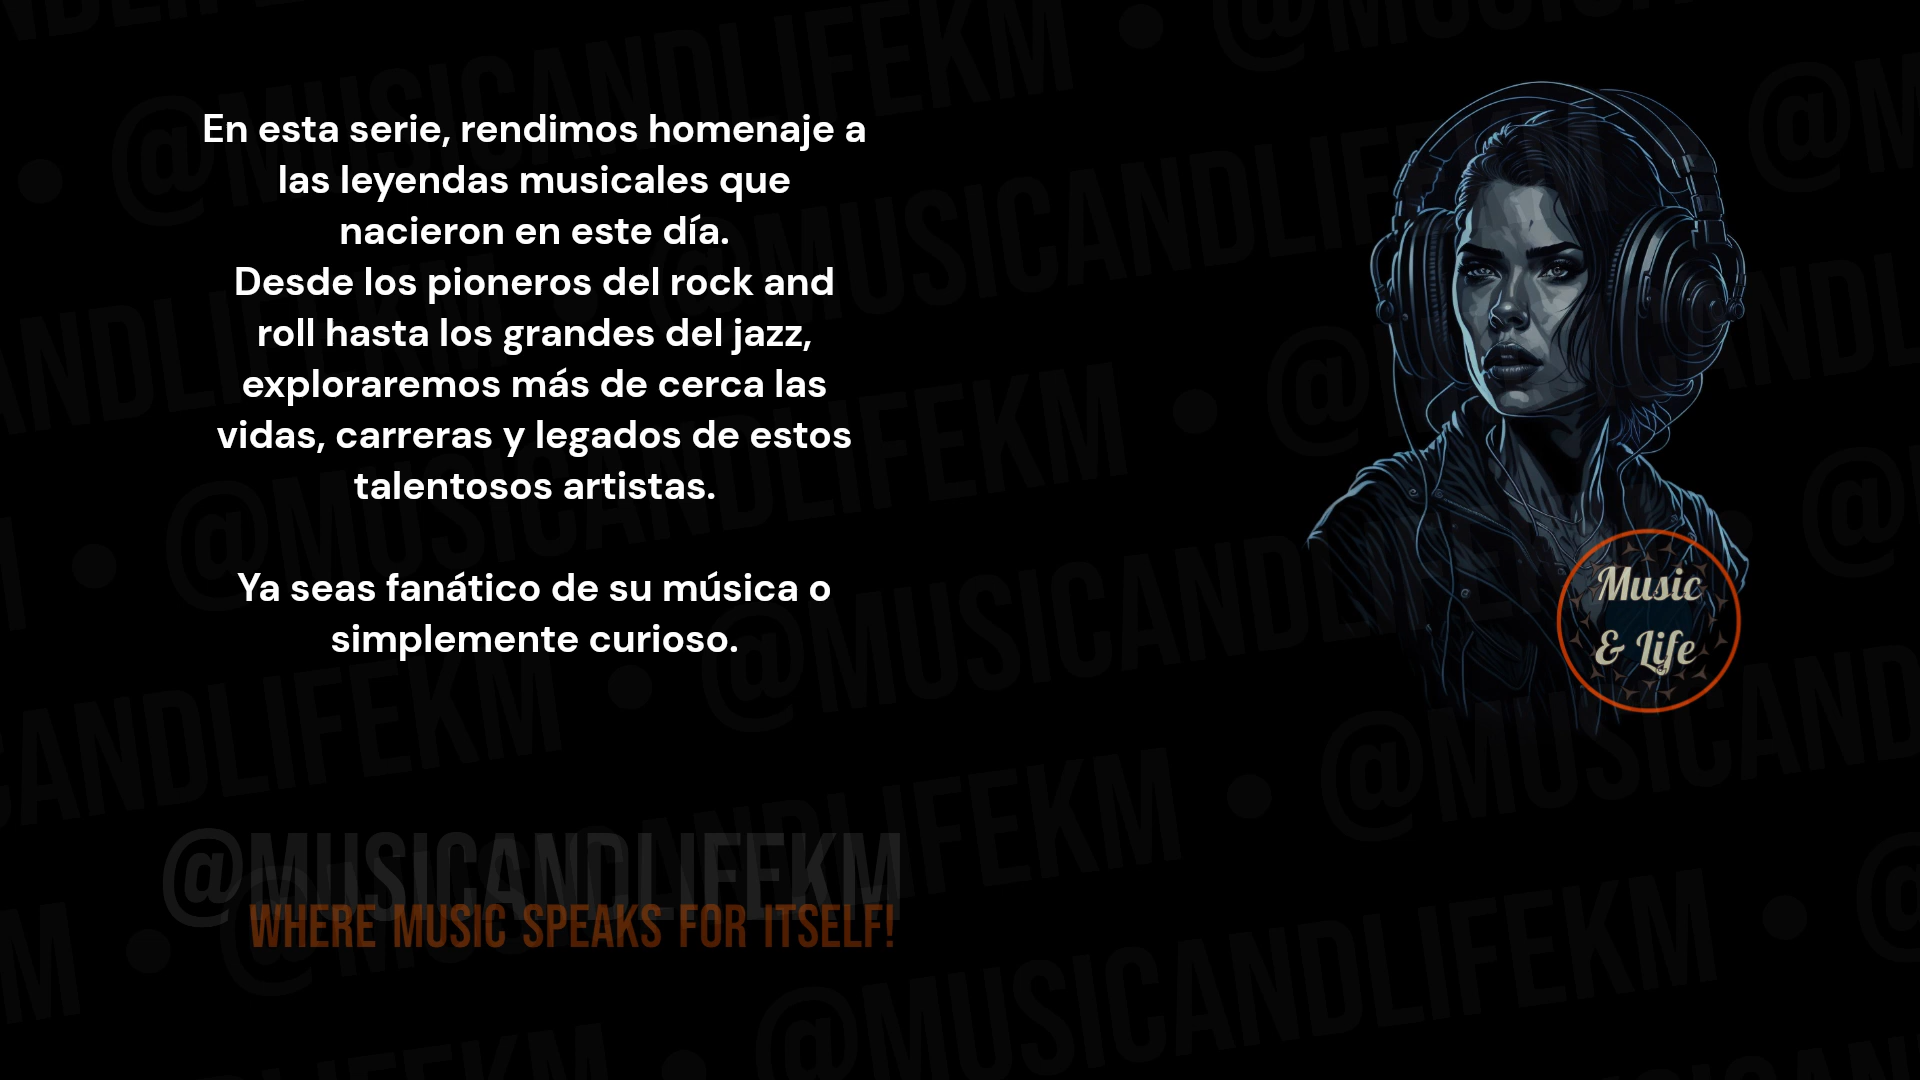 En esta serie, rendimos homenaje a
las leyendas musicales que
nacieron en este día.
Desde los pioneros del rock and
roll hasta los grandes del jazz,
exploraremos más de cerca las
vidas, carreras y legados de estos
talentosos artistas.
Ya seas fanático de su música o
simplemente curioso.
Music
& Life
@MUSICANDLIFEKM
WHERE MUSIC SPEAKS FOR ITSELF!